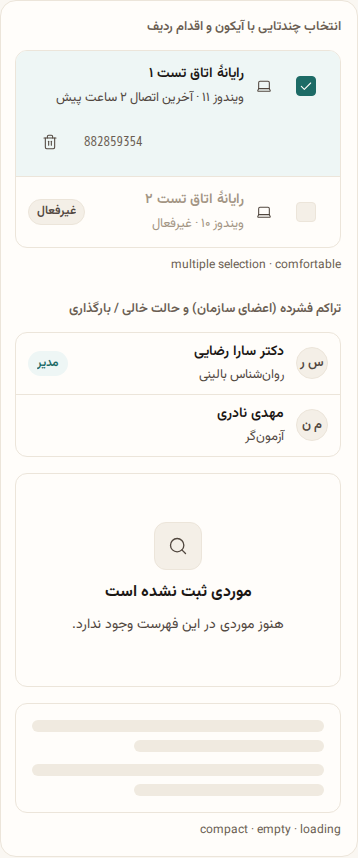 انتخاب چندتایی با آیکون و اقدام ردیف
رایانهٔ اتاق تست ۱
ویندوز ۱۱ · آخرین اتصال ۲ ساعت پیش
882859354
رایانهٔ اتاق تست ۲
ویندوز ۱۰ · غیرفعال
غیرفعال
multiple selection · comfortable
تراکم فشرده (اعضای سازمان) و حالت خالی / بارگذاری
س ر
دکتر سارا رضایی
روان‌شناس بالینی
مدیر
م ن
مهدی نادری
آزمون‌گر
موردی ثبت نشده است
هنوز موردی در این فهرست وجود ندارد.
compact · empty · loading